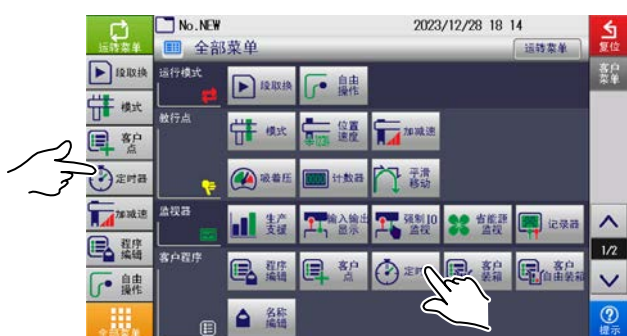 运转菜单
No.NEW
2023/12/28 18 14
复位
全部菜单
运转菜单
客户
菜单
段取换
运行模式
段取换
自由
操作
模式
教行点
模式
位置
速度
加减速
客户
点
定时器
吸着压
计数器
平滑
移动
加减速
监视器
生产
支援
输入输出
显示
强制IO
监视
省能源
监视
记录器
1/2
程序
编辑
客户程序
程序
编辑
客户
点
定时
客户
装箱
客户
自由装箱
自由
操作
全部菜单
名称
编辑
提示